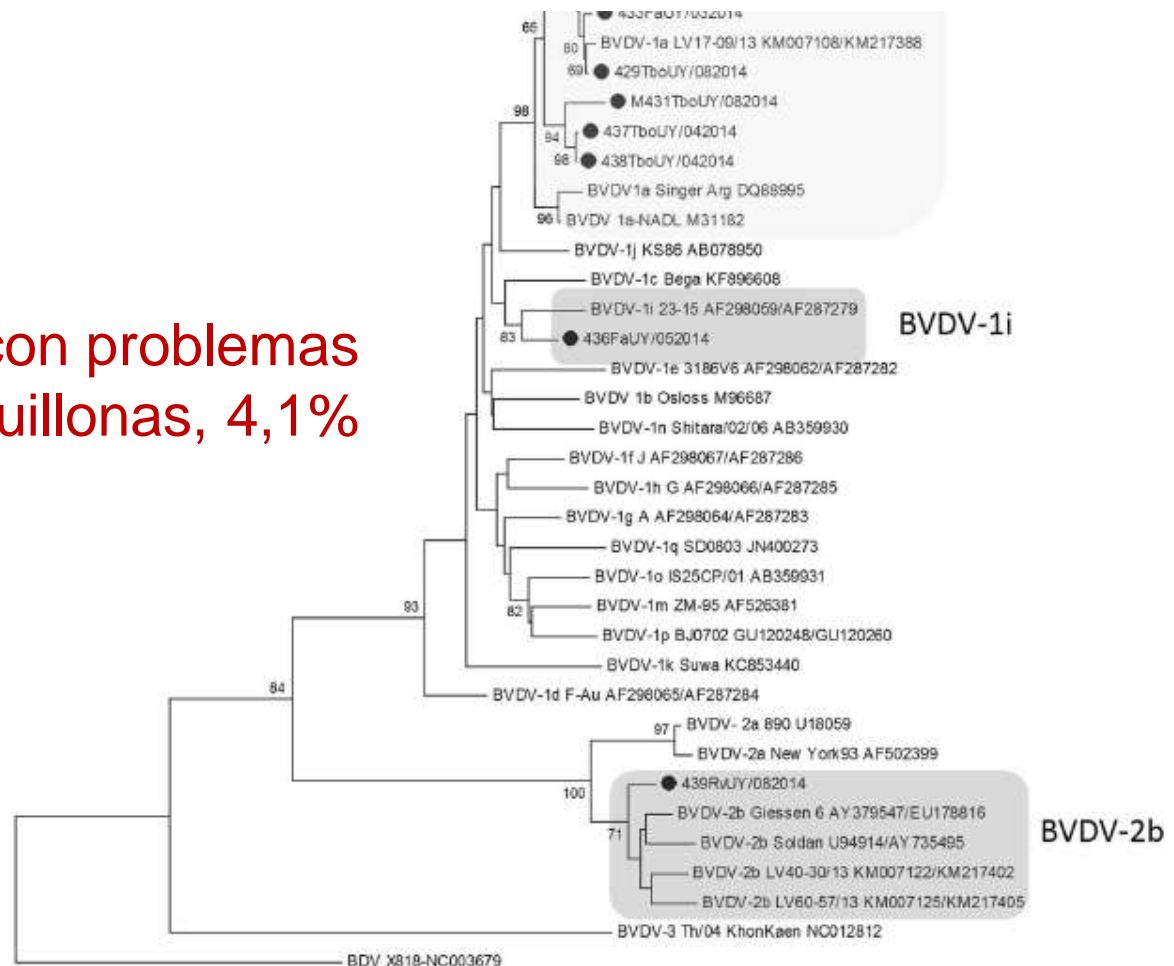 433FaUY/032014
65
80
BVDV-1a LV17-09/13 KM007108/KM217388
69
429TboUY/082014
98
M431TboUY/082014
94
437TboUY/042014
98
438TboUY/042014
BVDV1a Singer Arg DQ88995
96
BVDV 1a-NADL M31182
BVDV-1j KS86 AB078950
BVDV-1c Bega KF896608
BVDV-1i 23-15 AF298059/AF287279
BVDV-1i
83
436FaUY/052014
con problemas
uillonas, 4,1%
BVDV-1e 3186V6 AF298062/AF287282
BVDV 1b Osloss M96687
BVDV-1n Shitara/02/06 AB359930
BVDV-1f J AF298067/AF287286
BVDV-1h G AF298066/AF287285
BVDV-1g A AF298064/AF287283
BVDV-1q SD0803 JN400273
BVDV-1o IS25CP/01 AB359931
93
82
BVDV-1m ZM-95 AF526381
BVDV-1p BJ0702 GU120248/GU120260
BVDV-1k Suwa KC853440
84
BVDV-1d F-Au AF298065/AF287284
97
BVDV- 2a 890 U18059
BVDV-2a New York93 AF502399
439RvUY/082014
100
BVDV-2b Giessen 6 AY379547/EU178816
71
BVDV-2b Soldan U94914/AY735495
BVDV-2b
BVDV-2b LV40-30/13 KM007122/KM217402
BVDV-2b LV60-57/13 KM007125/KM217405
BVDV-3 Th/04 KhonKaen NC012812
BDV X818-NC003679